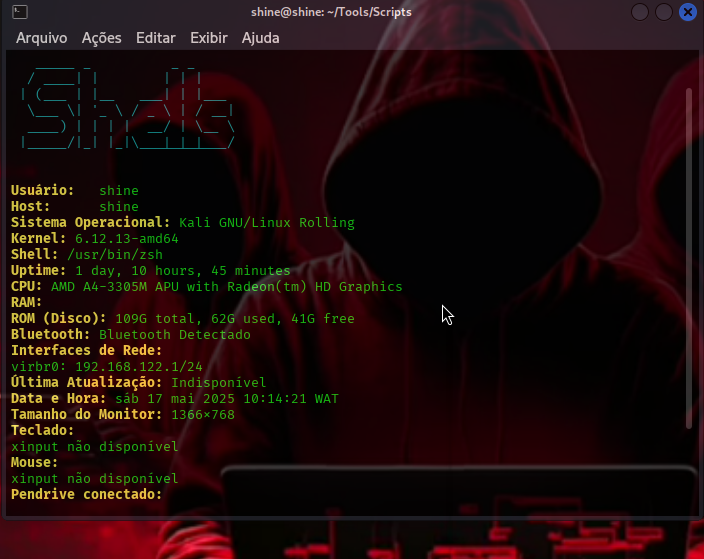 shine@shine: ~/Tools/Scripts
Arquivo Ações Editar Exibir Ajuda
Shells
Usuário: shine
Host: shine
Sistema Operacional: Kali GNU/Linux Rolling
Kernel: 6.12.13-amd64
Shell: /usr/bin/zsh
Uptime: 1 day, 10 hours, 45 minutes
CPU: AMD A4-3305M APU with Radeon(tm) HD Graphics
RAM:
ROM (Disco): 109G total, 62G used, 41G free
Bluetooth: Bluetooth Detectado
Interfaces de Rede:
virbr0: 192.168.122.1/24
Última Atualização: Indisponível
Data e Hora: sáb 17 mai 2025 10:14:21 WAT
Tamanho do Monitor: 1366×768
Teclado:
xinput não disponível
Mouse:
xinput não disponível
Pendrive conectado: